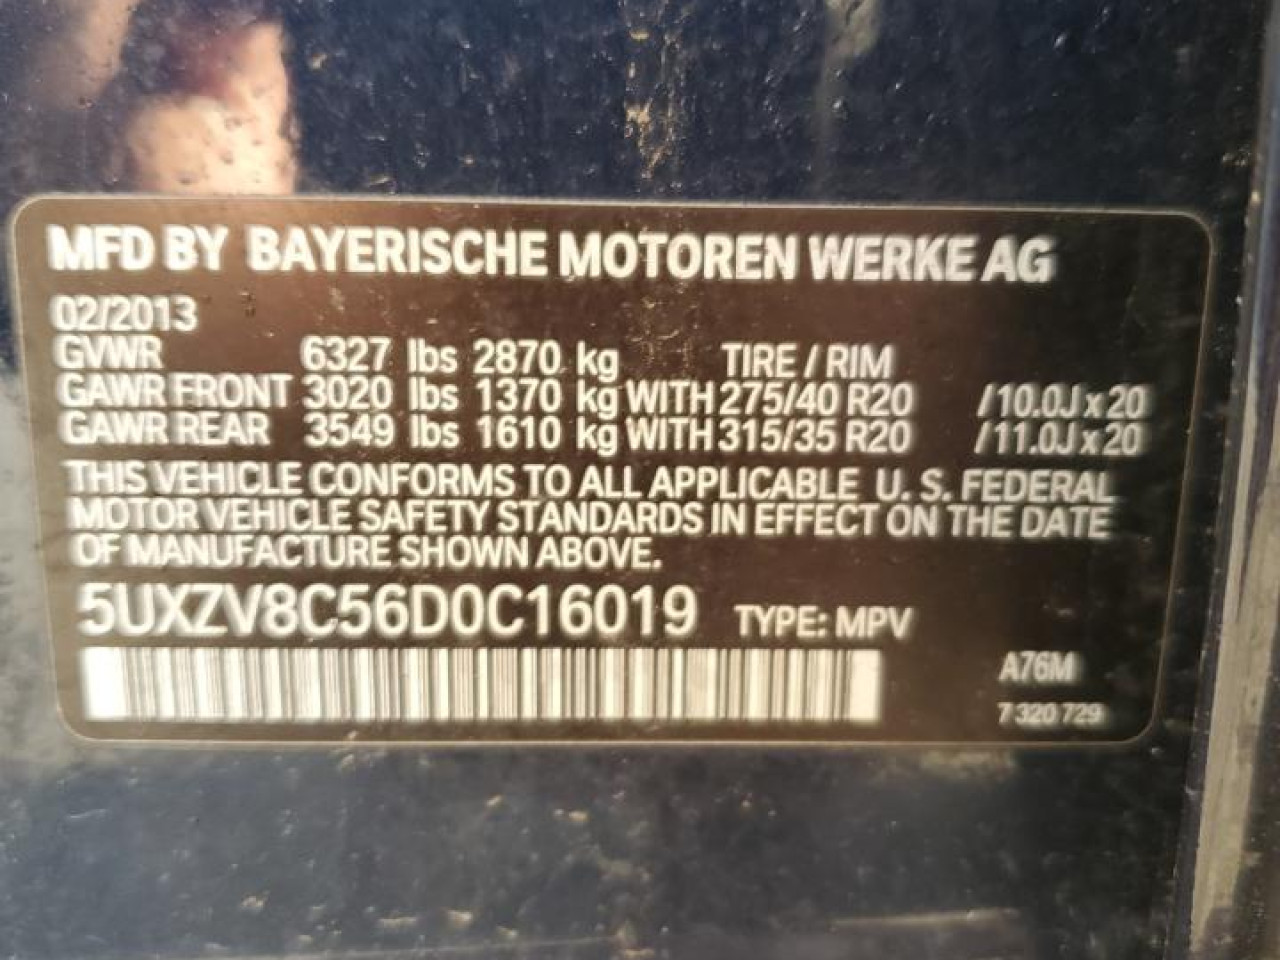 MFD BY BAYERISCHE MOTOREN WERKE AG
02/2013
GVWR 6327 lbs 2870 kg TIRE / RIM
GAWR FRONT 3020 lbs 1370 kg WITH 275/40 R20 /10.0J x 20
GAWR REAR 3549 lbs 1610 kg WITH 315/35 R20 /11.0J x 20
THIS VEHICLE CONFORMS TO ALL APPLICABLE U. S. FEDERAL
MOTOR VEHICLE SAFETY STANDARDS IN EFFECT ON THE DATE
OF MANUFACTURE SHOWN ABOVE.
5UXZV8C56D0C16019 TYPE: MPV
A76M
7 320 729